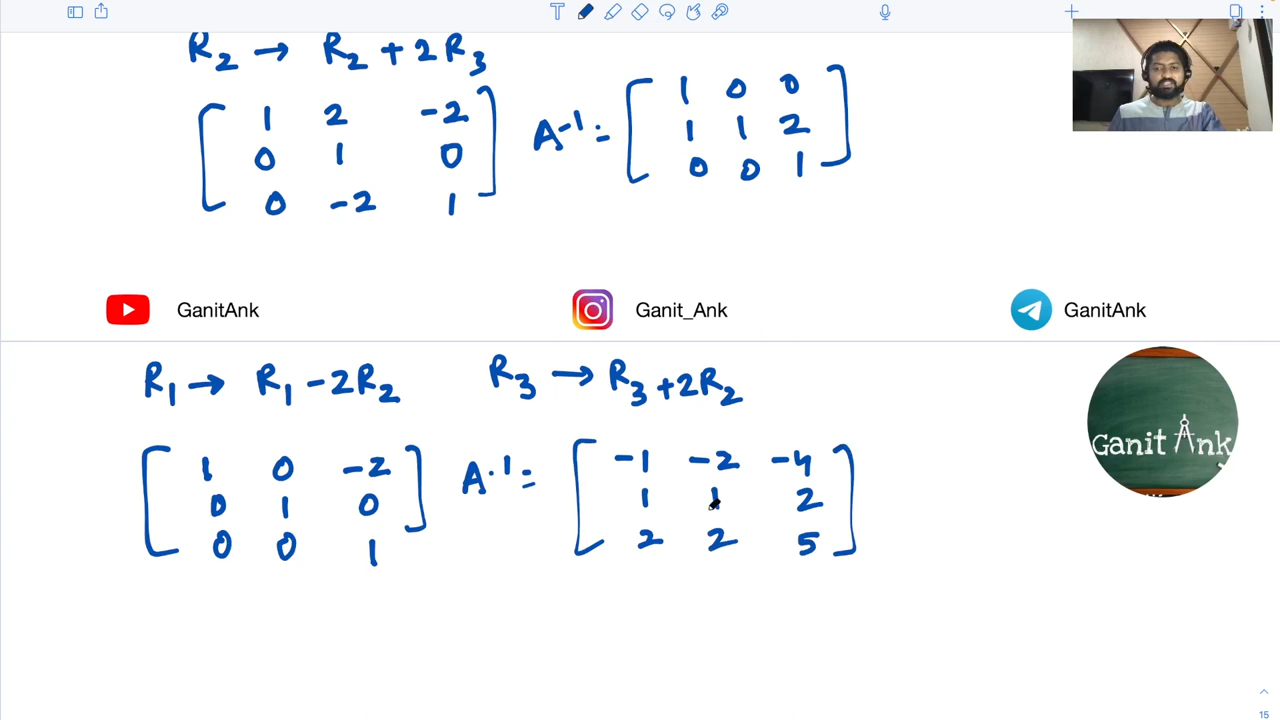 R2 → R2 + 2R3
[ 1 2 -2 ] A-1 = [ 1 0 0 ]
[ 0 1 0 ] [ 1 1 2 ]
[ 0 -2 1 ] [ 0 0 1 ]
GanitAnk Ganit_Ank GanitAnk
R1 → R1 - 2R2 R3 → R3 + 2R2
[ 1 0 -2 ] A-1 = [ -1 -2 -4 ]
[ 0 1 0 ] [ 1 1 2 ]
[ 0 0 1 ] [ 2 2 5 ]
Ganit Ank
15